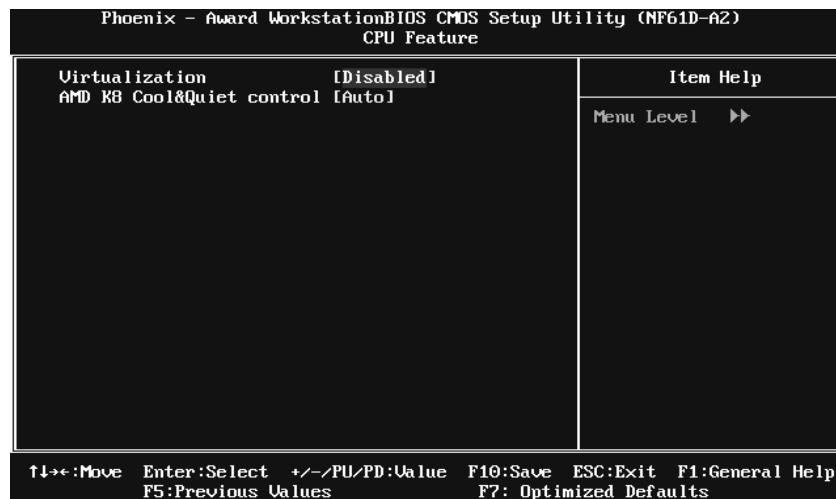 Phoenix - Award WorkstationBIOS CMOS Setup Utility (NF61D-A2)
CPU Feature
Virtualization [Disabled]
AMD K8 Cool&Quiet control [Auto]
Item Help
Menu Level ▶▶
↑↓→←:Move Enter:Select +/-/PU/PD:Value F10:Save ESC:Exit F1:General Help
F5:Previous Values F7: Optimized Defaults